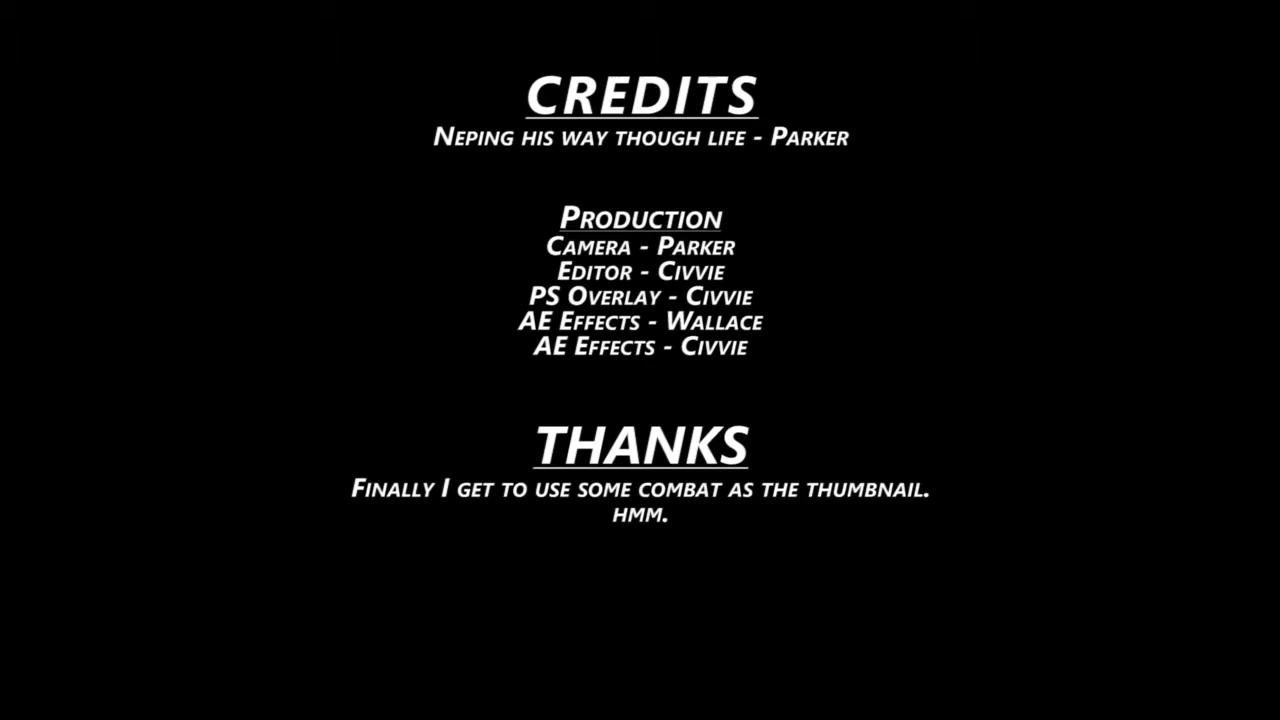 CREDITS
Neping his way though life - Parker
Production
Camera - Parker
Editor - Civvie
PS Overlay - Civvie
AE Effects - Wallace
AE Effects - Civvie
THANKS
Finally I get to use some combat as the thumbnail.
hmm.